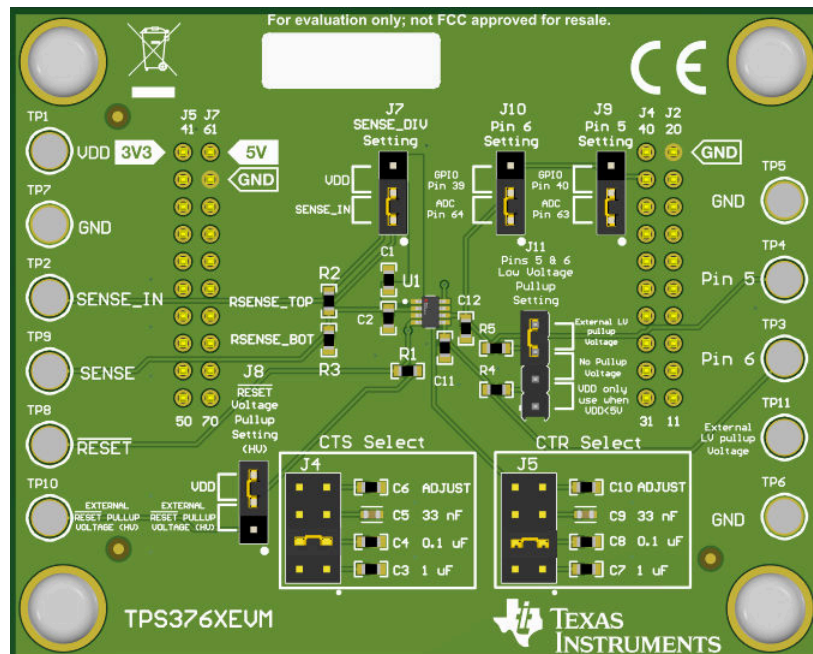 For evaluation only; not FCC approved for resale.
CE
J7
SENSE_DIV
Setting
J10
Pin 6
Setting
J9
Pin 5
Setting
J5 J7
41 61
J4 J2
40 20
TP1
VDD
3V3
5V
GND
GND
TP7
GND
TP2
SENSE_IN
TP9
SENSE
TP8
RESET
TP10
EXTERNAL
RESET PULLUP
VOLTAGE (HV)
EXTERNAL
RESET PULLUP
VOLTAGE (HV)
50 70
VDD
SENSE_IN
GPIO
Pin 39
ADC
Pin 64
GPIO
Pin 40
ADC
Pin 63
TP5
GND
TP4
Pin 5
TP3
Pin 6
TP11
External
LV pullup
Voltage
TP6
GND
31 11
J11
Pins 5 & 6
Low Voltage
Pullup
Setting
External LV
pullup
Voltage
No Pullup
Voltage
VDD only
use when
VDD<5V
C1
U1
R2
RSENSE_TOP
C2
C12
RSENSE_BOT
R3
R1
C11
R5
R4
J8
RESET
Voltage
Pullup
Setting
(HV)
VDD
CTS Select
J4
C6 ADJUST
C5 33 nF
C4 0.1 uF
C3 1 uF
CTR Select
J5
C10 ADJUST
C9 33 nF
C8 0.1 uF
C7 1 uF
TPS376XEVM
TEXAS
INSTRUMENTS